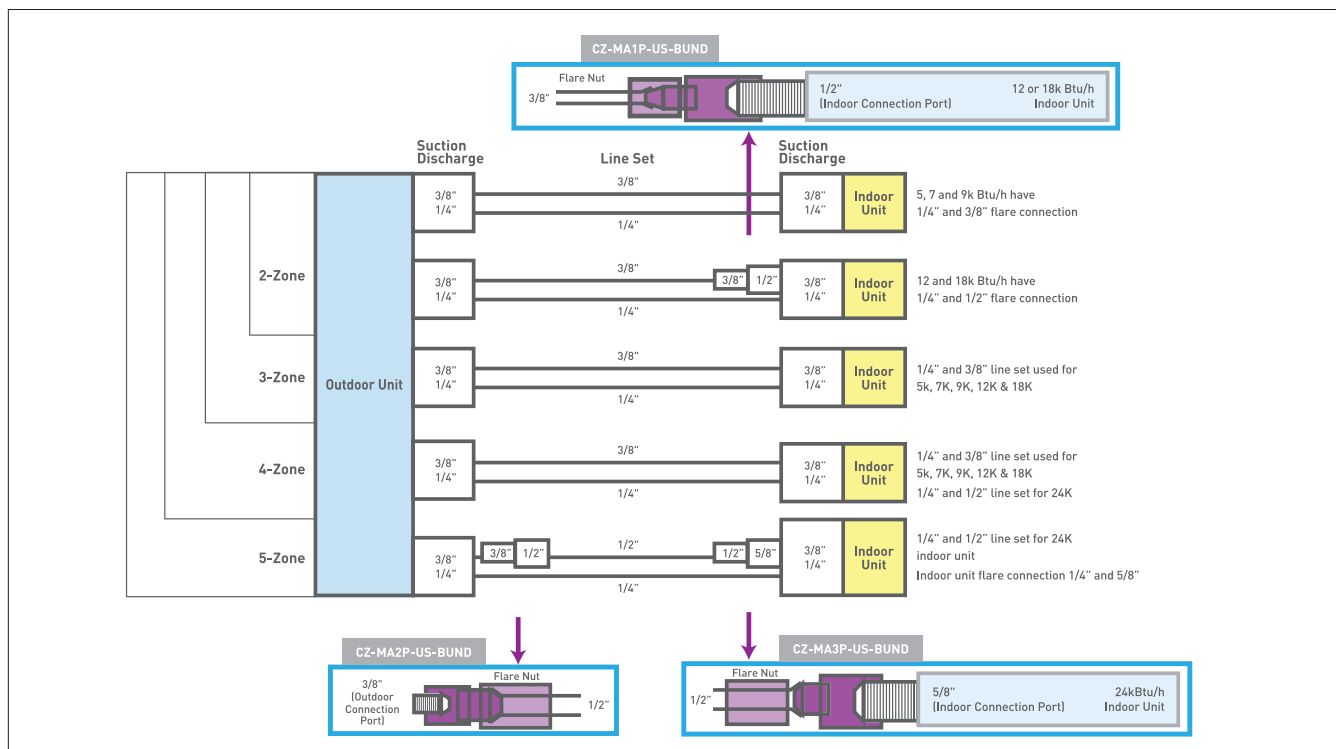 CZ-MA1P-US-BUND
Flare Nut
3/8"
1/2"
(Indoor Connection Port)
12 or 18k Btu/h
Indoor Unit
Suction
Discharge
Line Set
Suction
Discharge
2-Zone
3-Zone
4-Zone
5-Zone
Outdoor Unit
3/8"
1/4"
3/8"
1/4"
3/8"
1/4"
Indoor
Unit
5, 7 and 9k Btu/h have
1/4" and 3/8" flare connection
3/8"
1/4"
3/8"
3/8"
1/2"
1/4"
3/8"
1/4"
Indoor
Unit
12 and 18k Btu/h have
1/4" and 1/2" flare connection
3/8"
1/4"
3/8"
1/4"
3/8"
1/4"
Indoor
Unit
1/4" and 3/8" line set used for
5k, 7K, 9K, 12K & 18K
3/8"
1/4"
3/8"
1/4"
3/8"
1/4"
Indoor
Unit
1/4" and 3/8" line set used for
5k, 7K, 9K, 12K & 18K
1/4" and 1/2" line set for 24K
3/8"
1/4"
3/8"
1/2"
1/2"
1/2"
5/8"
1/4"
3/8"
1/4"
Indoor
Unit
1/4" and 1/2" line set for 24K
indoor unit
Indoor unit flare connection 1/4" and 5/8"
CZ-MA2P-US-BUND
3/8"
(Outdoor
Connection
Port)
Flare Nut
1/2"
CZ-MA3P-US-BUND
Flare Nut
1/2"
5/8"
(Indoor Connection Port)
24kBtu/h
Indoor Unit